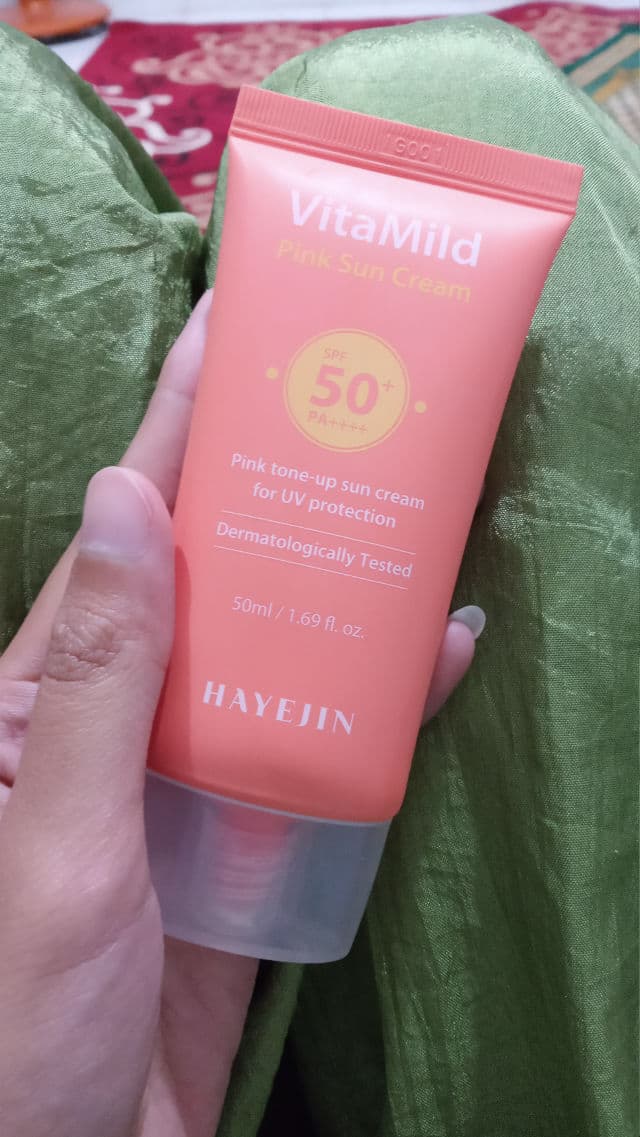 G001
VitaMild
Pink Sun Cream
SPF
50+
PA++++
Pink tone-up sun cream
for UV protection
Dermatologically Tested
50ml / 1.69 fl. oz.
HAYEJIN